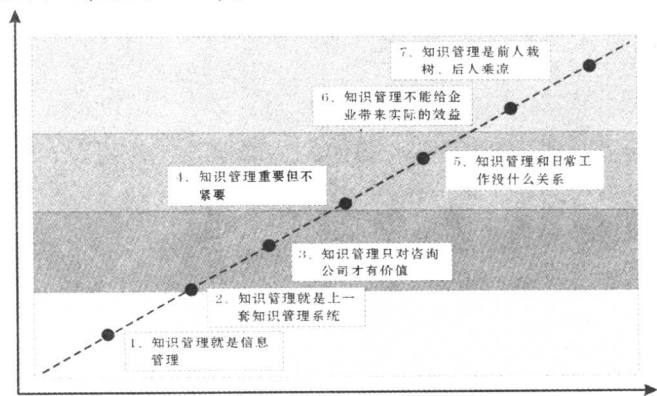 7、知识管理是前人栽
树、后人乘凉
6、知识管理不能给企
业带来实际的效益
5、知识管理和日常工
作没什么关系
4、知识管理重要但不
紧要
3、知识管理只对咨询
公司才有价值
2、知识管理就是上一
套知识管理系统
1、知识管理就是信息
管理